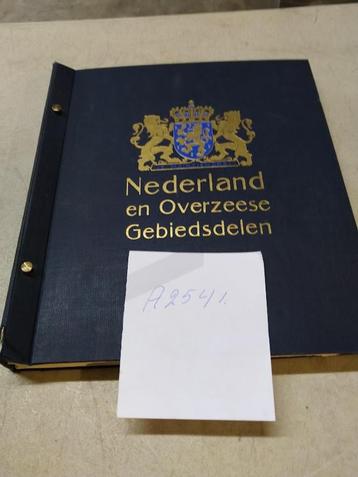 Nederland
en Overzeese
Gebiedsdelen
A2541.